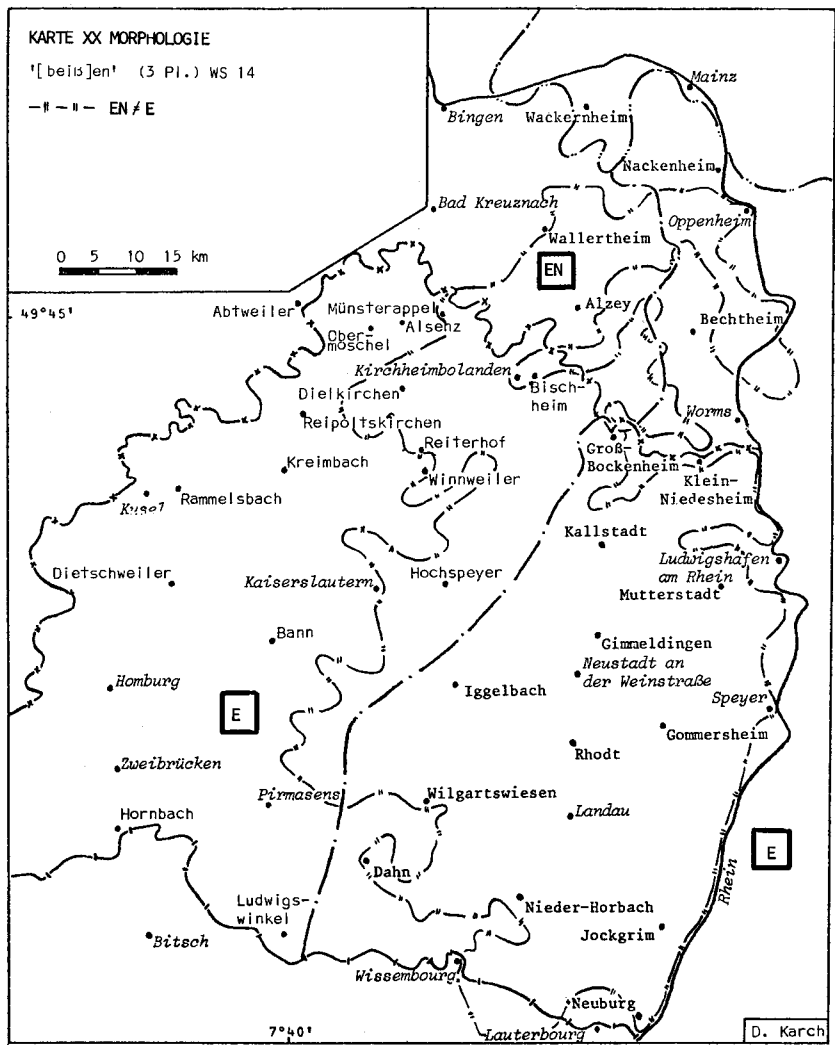 KARTE XX MORPHOLOGIE
'[beiß]en' (3 Pl.) WS 14
EN ≠ E
Mainz
Bingen
Wackernheim
Nackenheim
Bad Kreuznach
Oppenheim
0 5 10 15 km
Wallertheim
EN
49°45'
Abtweiler
Münsterappel
Alsenz
Ober-
moschel
Alzey
Bechtheim
Kirchheimbolanden
Bisch-
heim
Dielkirchen
Reipoltskirchen
Worms
Reiterhof
Groß-
Bockenheim
Kreimbach
Winnweiler
Klein-
Niedesheim
Kusel
Rammelsbach
Kallstadt
Ludwigshafen
am Rhein
Dietschweiler
Kaiserslautern
Hochspeyer
Mutterstadt
Bann
Gimmeldingen
Neustadt an
der Weinstraße
Homburg
Iggelbach
Speyer
E
Gommersheim
Rhodt
Zweibrücken
Pirmasens
Wilgartswiesen
Landau
Hornbach
E
Dahn
Rhein
Ludwigs-
winkel
Nieder-Horbach
Jockgrim
Bitsch
Wissembourg
Neuburg
7°40'
Lauterbourg
D. Karch